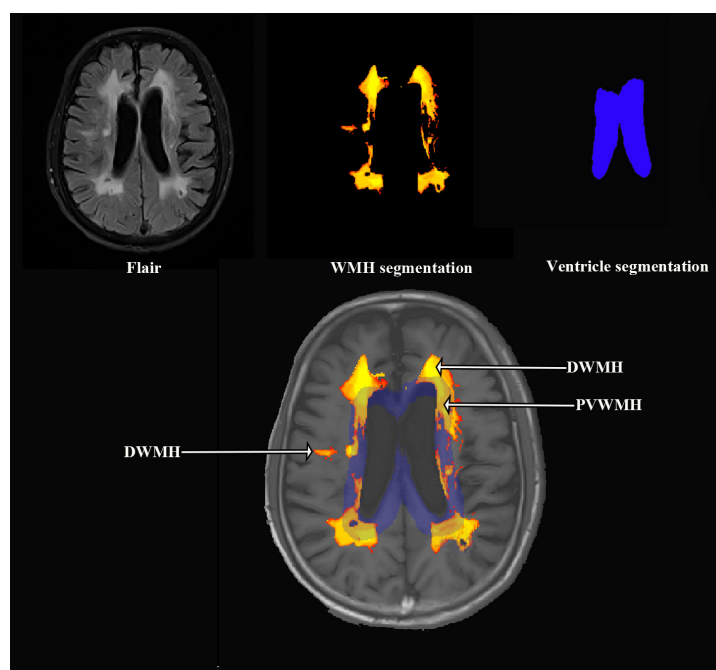 Flair
WMH segmentation
Ventricle segmentation
DWMH
PVWMH
DWMH